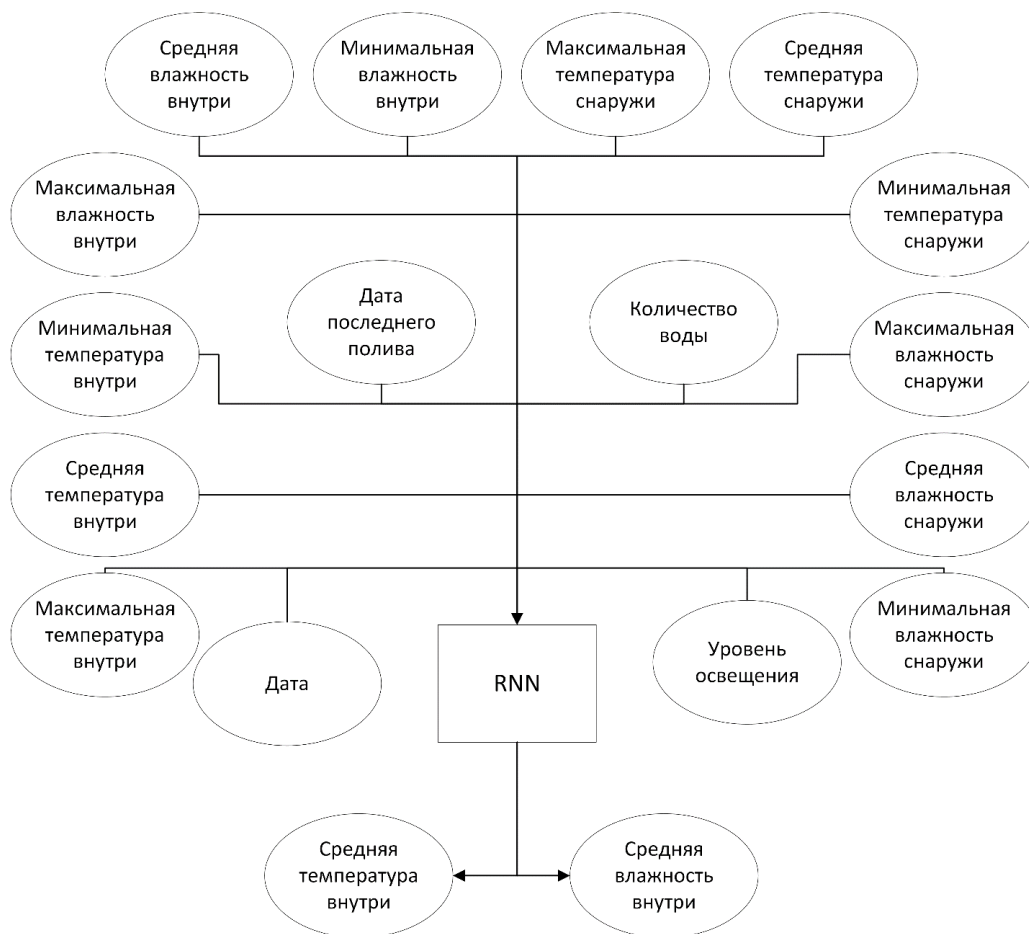 Средняя
влажность
внутри
Минимальная
влажность
внутри
Максимальная
температура
снаружи
Средняя
температура
снаружи
Максимальная
влажность
внутри
Минимальная
температура
снаружи
Дата
последнего
полива
Количество
воды
Минимальная
температура
внутри
Максимальная
влажность
снаружи
Средняя
температура
внутри
Средняя
влажность
снаружи
Максимальная
температура
внутри
Дата
RNN
Уровень
освещения
Минимальная
влажность
снаружи
Средняя
температура
внутри
Средняя
влажность
внутри